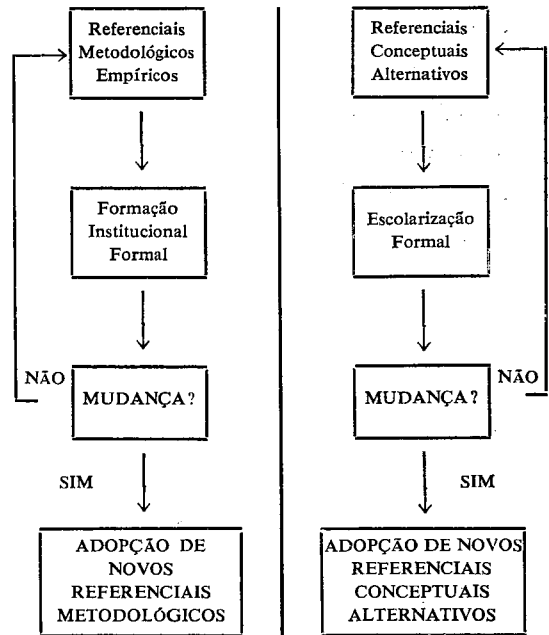 Referenciais
Metodológicos
Empíricos
Formação
Institucional
Formal
NÃO
MUDANÇA?
SIM
ADOPÇÃO DE
NOVOS
REFERENCIAIS
METODOLÓGICOS
Referenciais
Conceptuais
Alternativos
Escolarização
Formal
MUDANÇA?
NÃO
SIM
ADOPÇÃO DE NOVOS
REFERENCIAIS
CONCEPTUAIS
ALTERNATIVOS